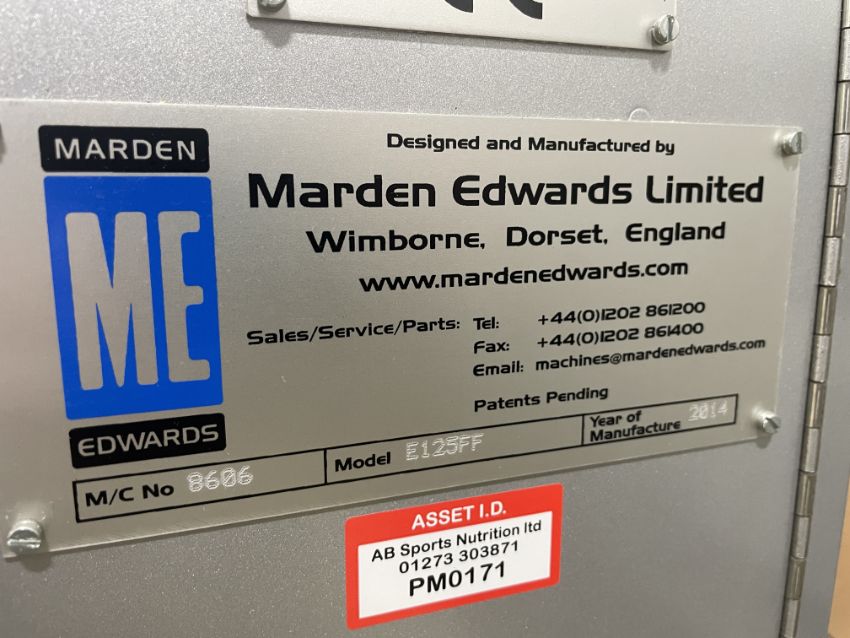 MARDEN
ME
EDWARDS
Designed and Manufactured by
Marden Edwards Limited
Wimborne, Dorset, England
www.mardenedwards.com
Sales/Service/Parts: Tel: +44(0)1202 861200
Fax: +44(0)1202 861400
Email: machines@mardenedwards.com
Patents Pending
M/C No 8606
Model E125FF
Year of
Manufacture 2014
ASSET I.D.
AB Sports Nutrition ltd
01273 303871
PM0171